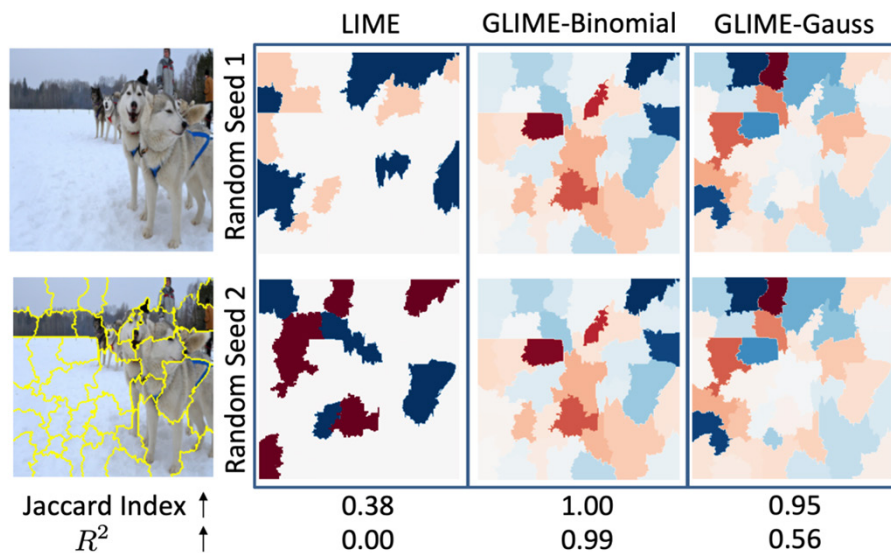 LIME GLIME-Binomial GLIME-Gauss
Random Seed 1
Random Seed 2
Jaccard Index ↑ 0.38 1.00 0.95
R² ↑ 0.00 0.99 0.56